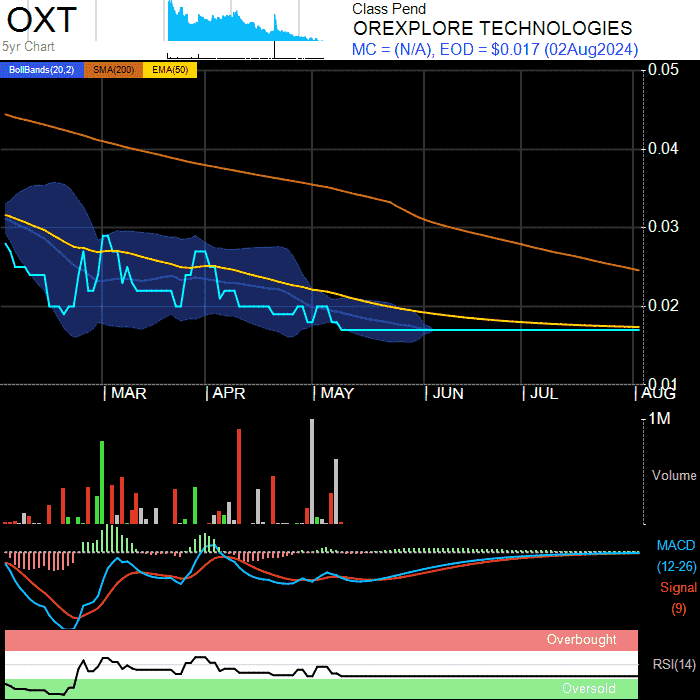 OXT
5yr Chart
Class Pend
OREXPLORE TECHNOLOGIES
MC = (N/A), EOD = $0.017 (02Aug2024)
BollBands(20,2) SMA(200) EMA(50)
0.05
0.04
0.03
0.02
0.01
MAR APR MAY JUN JUL AUG
1M
Volume
MACD
(12-26)
Signal
(9)
Overbought
RSI(14)
Oversold